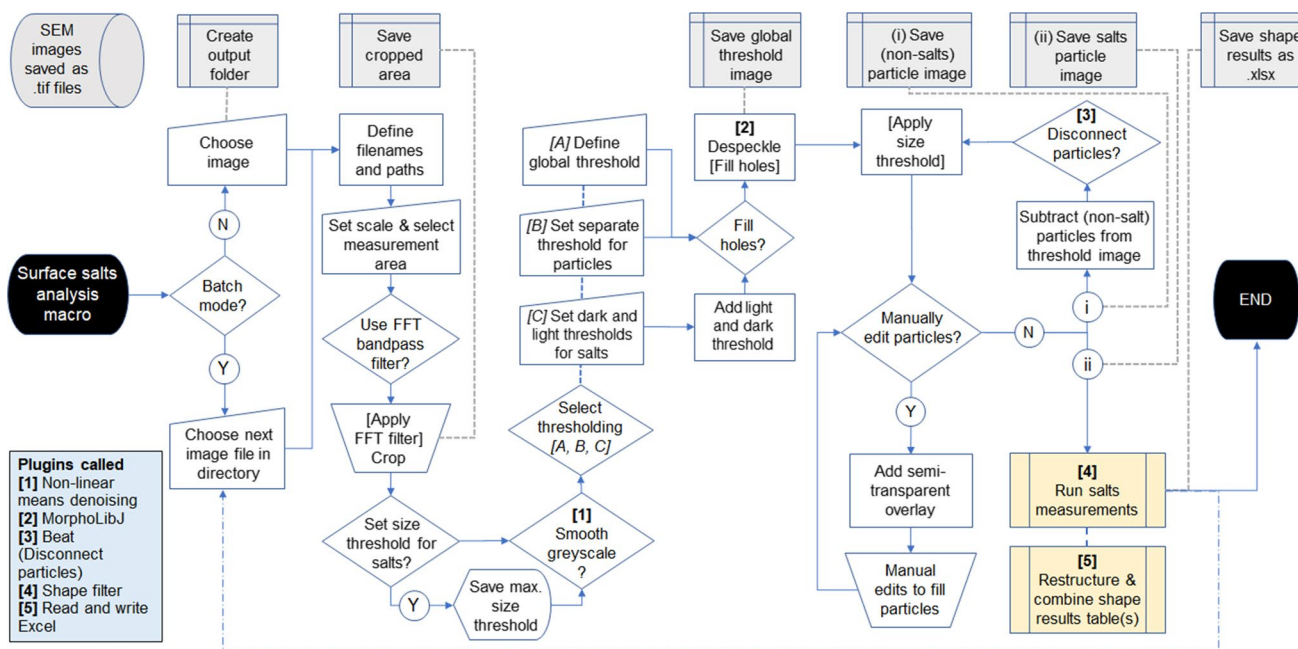 SEM
images
saved as
.tif files
Create
output
folder
Save
cropped
area
Save global
threshold
image
(i) Save
(non-salts)
particle image
(ii) Save salts
particle
image
Save shape
results as
.xlsx
Choose
image
N
Surface salts
analysis
macro
Batch
mode?
Y
Choose next
image file in
directory
Plugins called
[1] Non-linear
means denoising
[2] MorphoLibJ
[3] Beat
(Disconnect
particles)
[4] Shape filter
[5] Read and write
Excel
Define
filenames
and paths
Set scale & select
measurement
area
Use FFT
bandpass
filter?
[Apply
FFT filter]
Crop
Set size
threshold for
salts?
Y
Save max.
size
threshold
[1]
Smooth
greyscale
?
Select
thresholding
[A, B, C]
[A] Define
global threshold
[B] Set separate
threshold for
particles
[C] Set dark and
light thresholds
for salts
Add light
and dark
threshold
Fill
holes?
[2]
Despeckle
[Fill holes]
[Apply
size
threshold]
Manually
edit particles?
N
Y
Add semi-
transparent
overlay
Manual
edits to fill
particles
i
Subtract (non-salt)
particles from
threshold image
[3]
Disconnect
particles?
ii
[4]
Run salts
measurements
[5]
Restructure &
combine shape
results table(s)
END